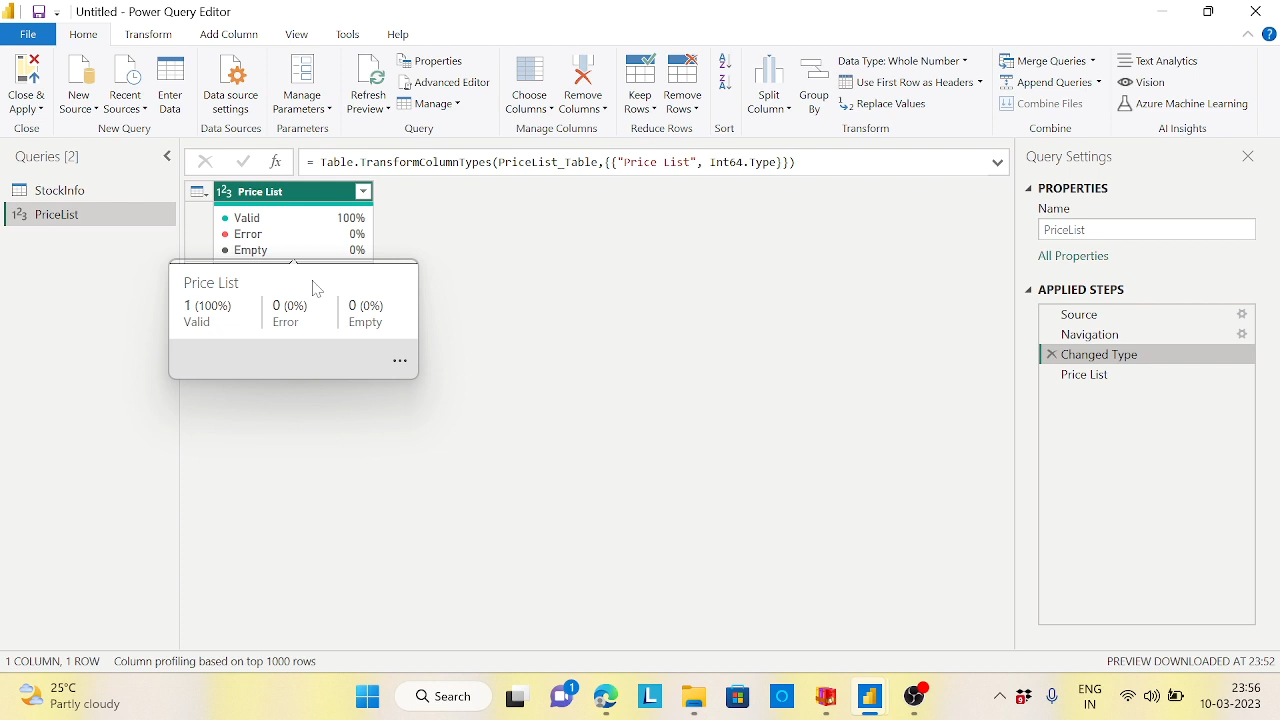 Untitled - Power Query Editor
File Home Transform Add Column View Tools Help
Close & Apply
New Source
Recent Sources
Enter Data
Data source settings
Manage Parameters
Refresh Preview
Properties
Advanced Editor
Manage
Choose Columns
Remove Columns
Keep Rows
Remove Rows
Split Column
Group By
Data Type: Whole Number
Use First Row as Headers
Replace Values
Merge Queries
Append Queries
Combine Files
Text Analytics
Vision
Azure Machine Learning
Close New Query Data Sources Parameters Query Manage Columns Reduce Rows Sort Transform Combine AI Insights
Queries [2]
StockInfo
PriceList
= Table.TransformColumnTypes(PriceList_Table,{{"Price List", Int64.Type}})
Price List
Valid 100%
Error 0%
Empty 0%
Price List
1 (100%) 0 (0%) 0 (0%)
Valid Error Empty
Query Settings
PROPERTIES
Name
PriceList
All Properties
APPLIED STEPS
Source
Navigation
Changed Type
Price List
1 COLUMN, 1 ROW Column profiling based on top 1000 rows PREVIEW DOWNLOADED AT 23:52
25°C
Partly cloudy
Search
1
L
9
ENG
IN
23:56
10-03-2023